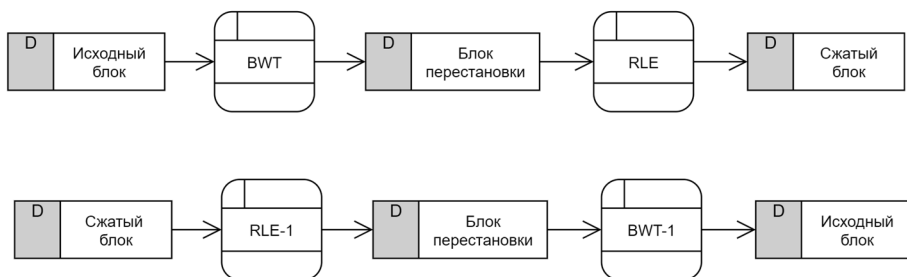 D
Исходный
блок
BWT
D
Блок
перестановки
RLE
D
Сжатый
блок
D
Сжатый
блок
RLE-1
D
Блок
перестановки
BWT-1
D
Исходный
блок